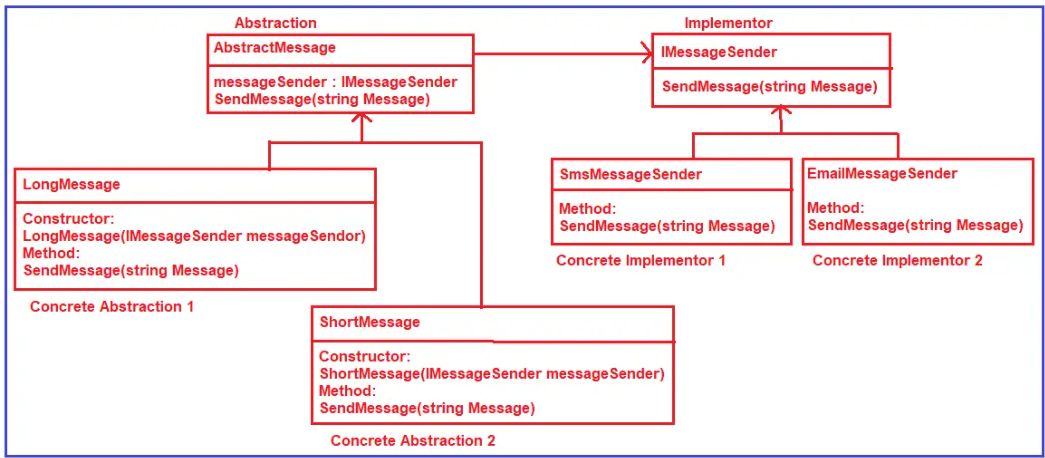 Abstraction
AbstractMessage
messageSender : IMessageSender
SendMessage(string Message)
Implementor
IMessageSender
SendMessage(string Message)
LongMessage
Constructor:
LongMessage(IMessageSender messageSendor)
Method:
SendMessage(string Message)
Concrete Abstraction 1
ShortMessage
Constructor:
ShortMessage(IMessageSender messageSender)
Method:
SendMessage(string Message)
Concrete Abstraction 2
SmsMessageSender
Method:
SendMessage(string Message)
Concrete Implementor 1
EmailMessageSender
Method:
SendMessage(string Message)
Concrete Implementor 2